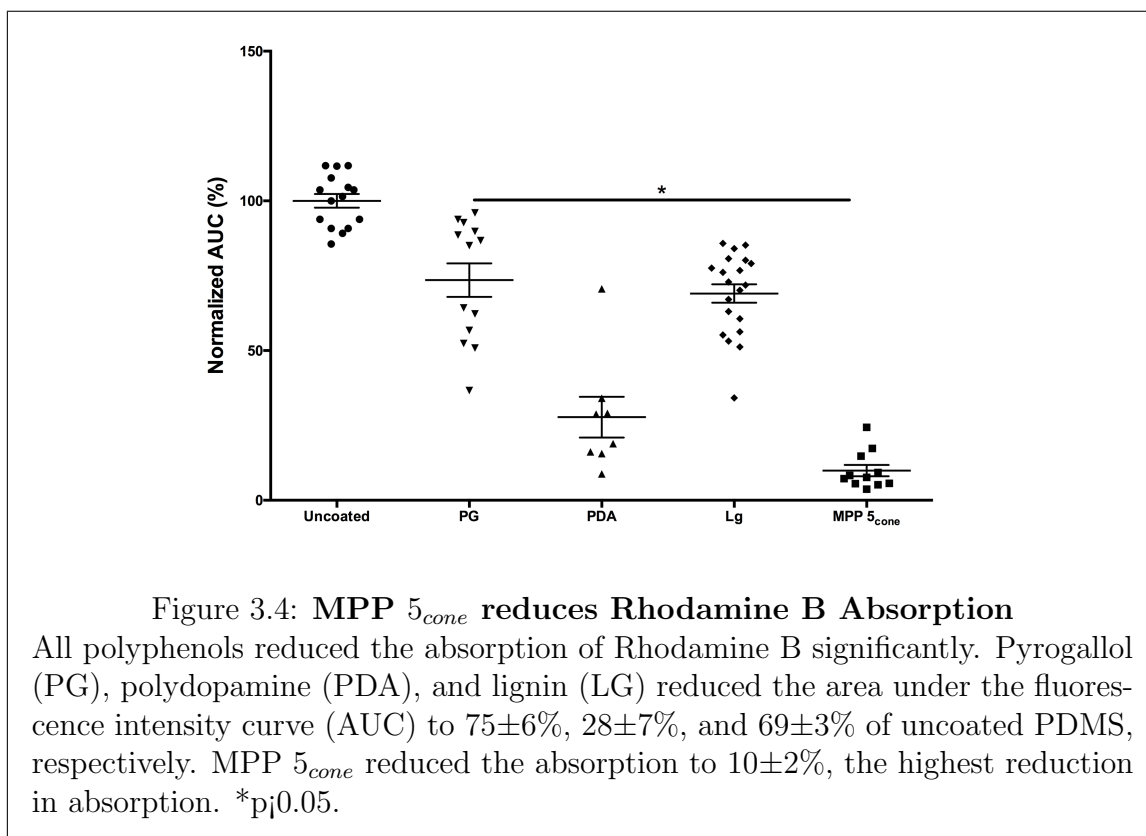 150
100
50
0
Normalized AUC (%)
*
Uncoated PG PDA Lg MPP 5cone
Figure 3.4: MPP 5cone reduces Rhodamine B Absorption
All polyphenols reduced the absorption of Rhodamine B significantly. Pyrogallol
(PG), polydopamine (PDA), and lignin (LG) reduced the area under the fluores-
cence intensity curve (AUC) to 75±6%, 28±7%, and 69±3% of uncoated PDMS,
respectively. MPP 5cone reduced the absorption to 10±2%, the highest reduction
in absorption. *p¡0.05.